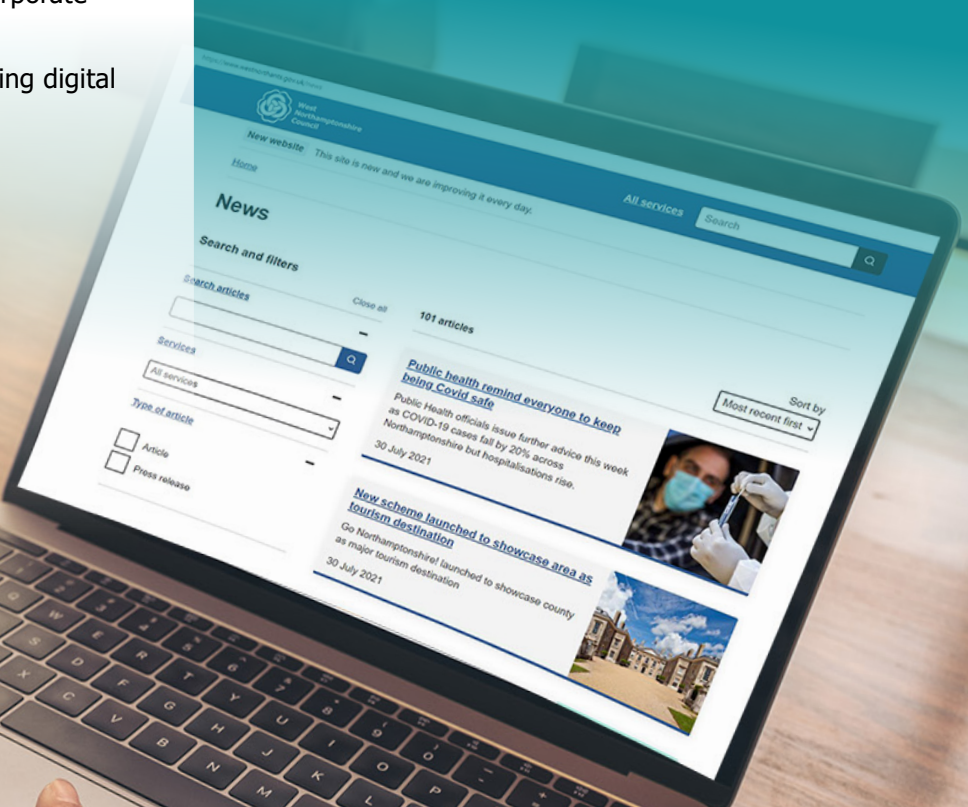 rporate
ing digital
https://www.westnorthants.gov.uk/news
West
Northamptonshire
Council
New website This site is new and we are improving it every day.
All services
Search
Home
News
Search and filters
Close all
Search articles
Services
All services
Type of article
Article
Press release
101 articles
Sort by
Most recent first
Public health remind everyone to keep
being Covid safe
Public Health officials issue further advice this week
as COVID-19 cases fall by 20% across
Northamptonshire but hospitalisations rise.
30 July 2021
New scheme launched to showcase area as
tourism destination
Go Northamptonshire! launched to showcase county
as major tourism destination
30 July 2021
Q
W
E
R
T
Y
U
I
O
P
S
D
F
G
H
J
K
L
X
C
V
B
N
M